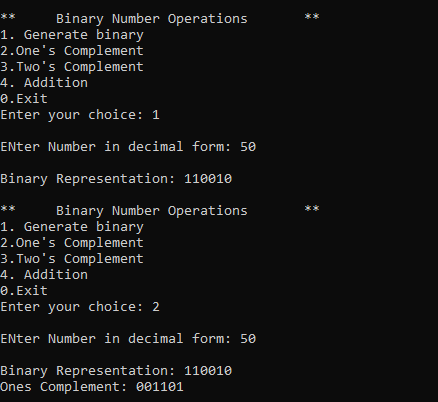 **     Binary Number Operations       **
1. Generate binary
2.One's Complement
3.Two's Complement
4. Addition
0.Exit
Enter your choice: 1
ENter Number in decimal form: 50
Binary Representation: 110010
**     Binary Number Operations       **
1. Generate binary
2.One's Complement
3.Two's Complement
4. Addition
0.Exit
Enter your choice: 2
ENter Number in decimal form: 50
Binary Representation: 110010
Ones Complement: 001101